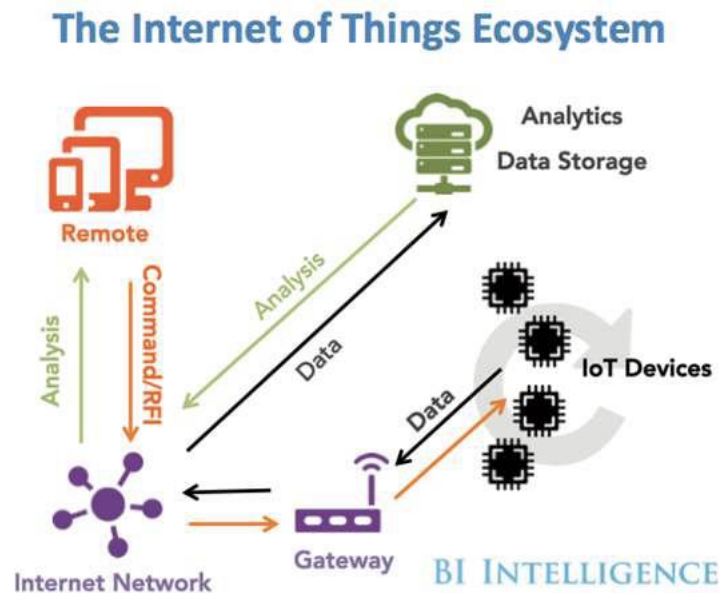 The Internet of Things Ecosystem
Analytics
Data Storage
Remote
Analysis
Command/RFI
Analysis
Data
IoT Devices
Data
Gateway
Internet Network
BI INTELLIGENCE